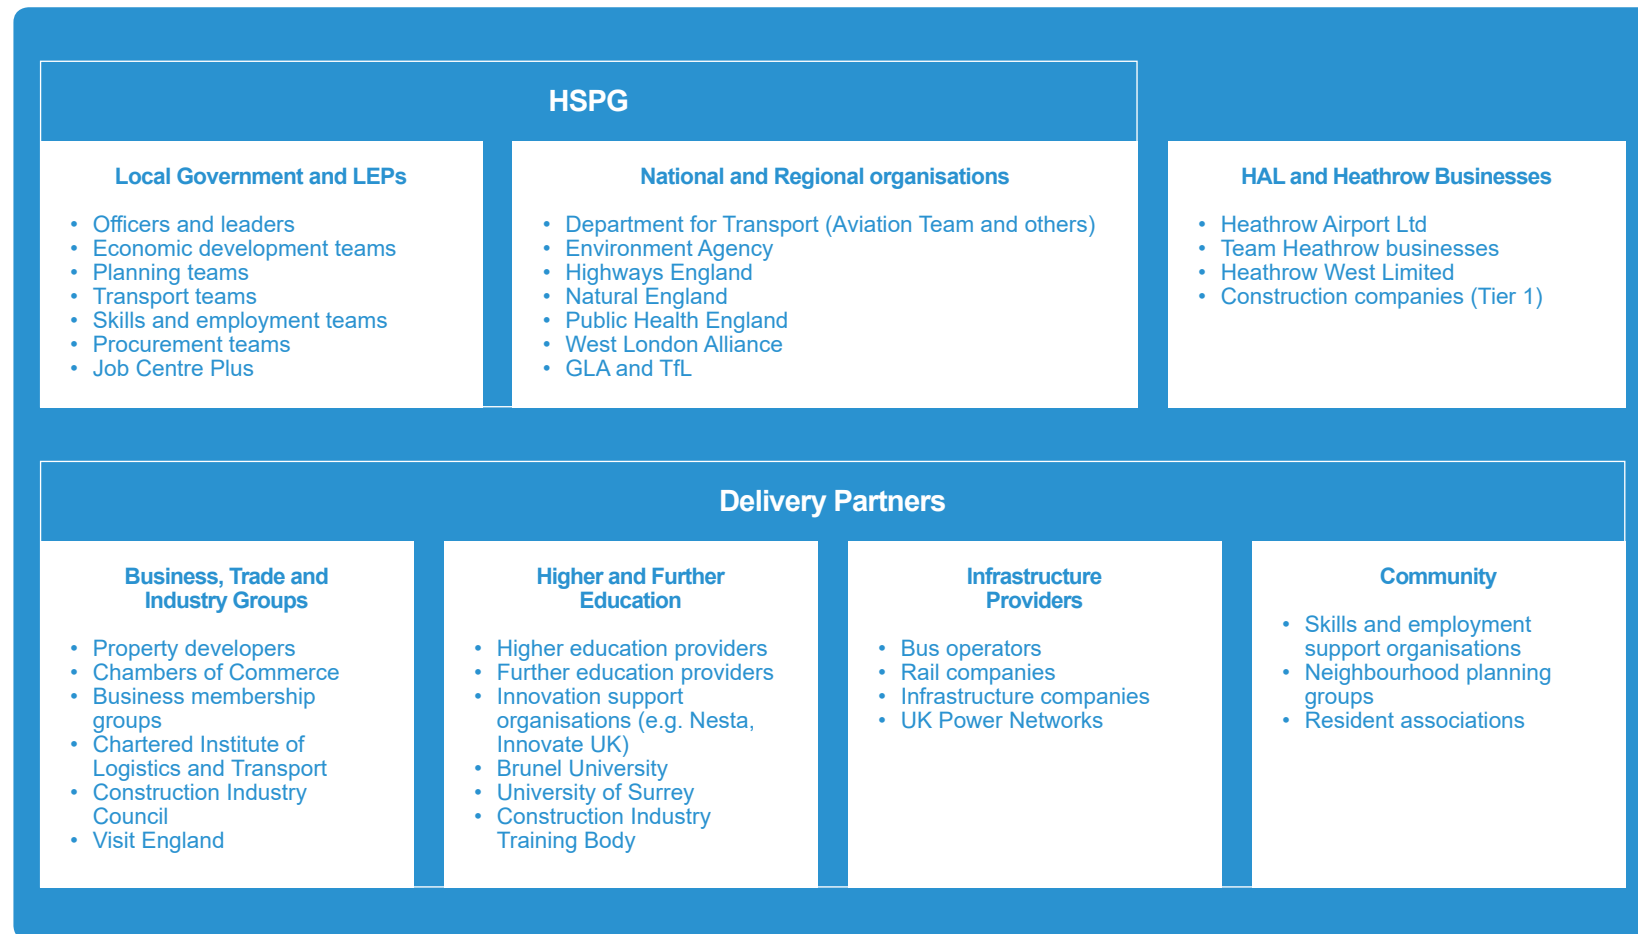 HSPG
Local Government and LEPs
• Officers and leaders
• Economic development teams
• Planning teams
• Transport teams
• Skills and employment teams
• Procurement teams
• Job Centre Plus
National and Regional organisations
• Department for Transport (Aviation Team and others)
• Environment Agency
• Highways England
• Natural England
• Public Health England
• West London Alliance
• GLA and TfL
HAL and Heathrow Businesses
• Heathrow Airport Ltd
• Team Heathrow businesses
• Heathrow West Limited
• Construction companies (Tier 1)
Delivery Partners
Business, Trade and
Industry Groups
• Property developers
• Chambers of Commerce
• Business membership
groups
• Chartered Institute of
Logistics and Transport
• Construction Industry
Council
• Visit England
Higher and Further
Education
• Higher education providers
• Further education providers
• Innovation support
organisations (e.g. Nesta,
Innovate UK)
• Brunel University
• University of Surrey
• Construction Industry
Training Body
Infrastructure
Providers
• Bus operators
• Rail companies
• Infrastructure companies
• UK Power Networks
Community
• Skills and employment
support organisations
• Neighbourhood planning
groups
• Resident associations